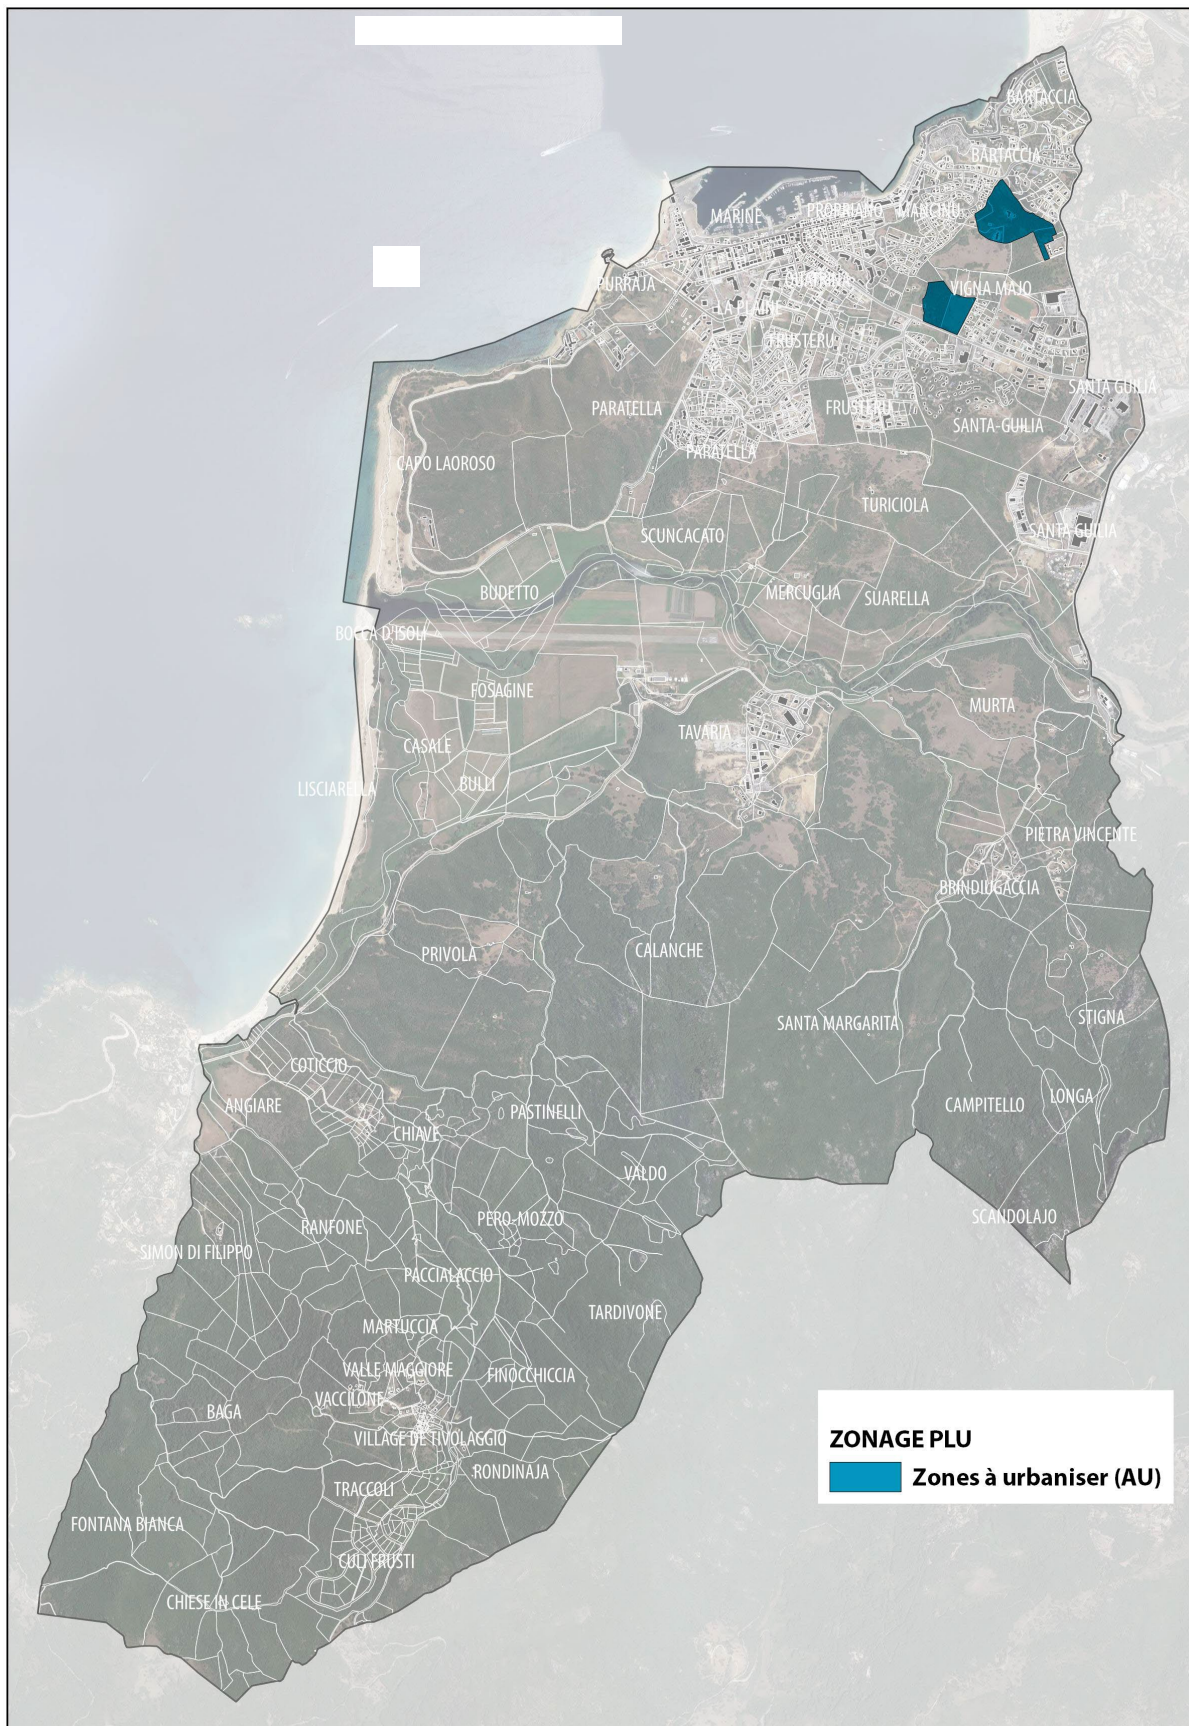 BARTACCIA
BARTACCIA
MARINE
PROPRIANO
MANCINU
PURRAJA
QUATRINA
VIGNA MAJO
LA PLAINE
FRUSTERU
SANTA GUILIA
PARATELLA
FRUSTERU
SANTA-GUILIA
PARATELLA
CAPO LAOROSO
TURICIOLA
SCUNCACATO
SANTA GUILIA
BUDETTO
MERCUGLIA
SUARELLA
BOCCA D'ISOLI
FOSAGINE
MURTA
TAVARIA
CASALE
BULLI
LISCIARELLA
PIETRA VINCENTE
BRINDIUGACCIA
PRIVOLA
CALANCHE
SANTA MARGARITA
STIGNA
COTICCIO
ANGIARE
PASTINELLI
CAMPITELLO
LONGA
CHIAVE
VALDO
PERO-MOZZO
SCANDOLAJO
RANFONE
SIMON DI FILIPPO
PACCIALACCIO
TARDIVONE
MARTUCCIA
VALLE MAGGIORE
FINOCCHICCIA
VACCILONE
BAGA
VILLAGE DE TIVOLAGGIO
RONDINAJA
TRACCOLI
FONTANA BIANCA
CULI FRUSTI
CHIESE IN CELE
ZONAGE PLU
Zones à urbaniser (AU)